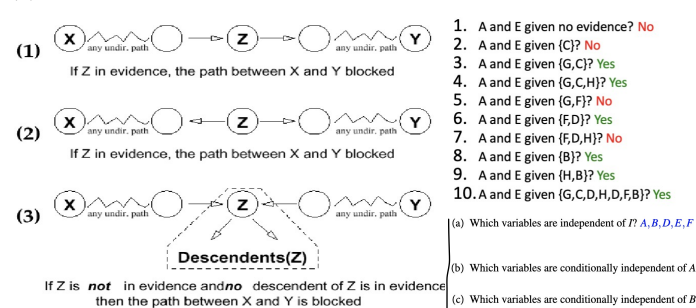 (1) X any undir. path Z any undir. path Y
If Z in evidence, the path between X and Y blocked
(2) X any undir. path Z any undir. path Y
If Z in evidence, the path between X and Y blocked
(3) X any undir. path Z any undir. path Y
Descendents(Z)
If Z is not in evidence andno descendent of Z is in evidence
then the path between X and Y is blocked
1. A and E given no evidence? No
2. A and E given {C}? No
3. A and E given {G,C}? Yes
4. A and E given {G,C,H}? Yes
5. A and E given {G,F}? No
6. A and E given {F,D}? Yes
7. A and E given {F,D,H}? No
8. A and E given {B}? Yes
9. A and E given {H,B}? Yes
10. A and E given {G,C,D,H,D,F,B}? Yes
(a) Which variables are independent of I? A, B, D, E, F
(b) Which variables are conditionally independent of A
(c) Which variables are conditionally independent of B